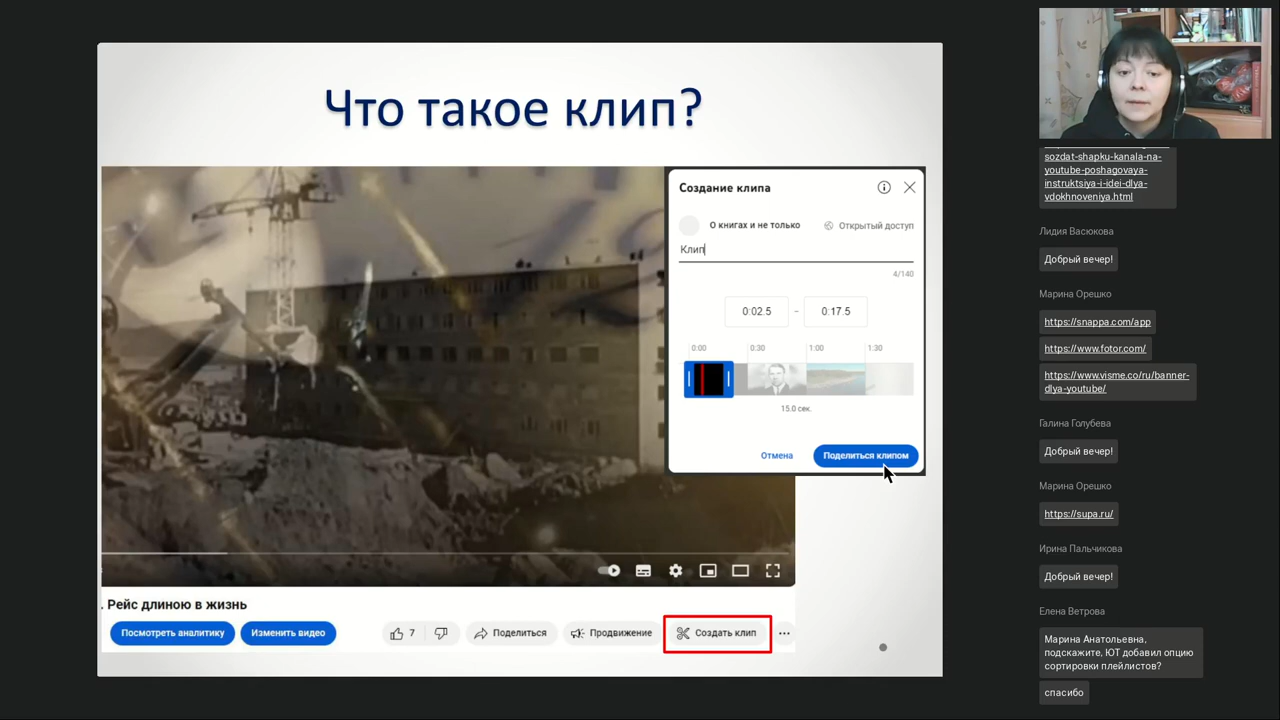 Что такое клип?
Создание клипа
О книгах и не только
Открытый доступ
Клип
4/140
0:02.5 - 0:17.5
0:00 0:30 1:00 1:30
15.0 сек.
Отмена
Поделиться клипом
. Рейс длиною в жизнь
Посмотреть аналитику
Изменить видео
7
Поделиться
Продвижение
Создать клип
sozdat-shapku-kanala-na-
youtube-poshagovaya-
instruktsiya-i-idei-dlya-
vdokhnoveniya.html
Лидия Васюкова
Добрый вечер!
Марина Орешко
https://snappa.com/app
https://www.fotor.com/
https://www.visme.co/ru/banner-
dlya-youtube/
Галина Голубева
Добрый вечер!
Марина Орешко
https://supa.ru/
Ирина Пальчикова
Добрый вечер!
Елена Ветрова
Марина Анатольевна,
подскажите, ЮТ добавил опцию
сортировки плейлистов?
спасибо